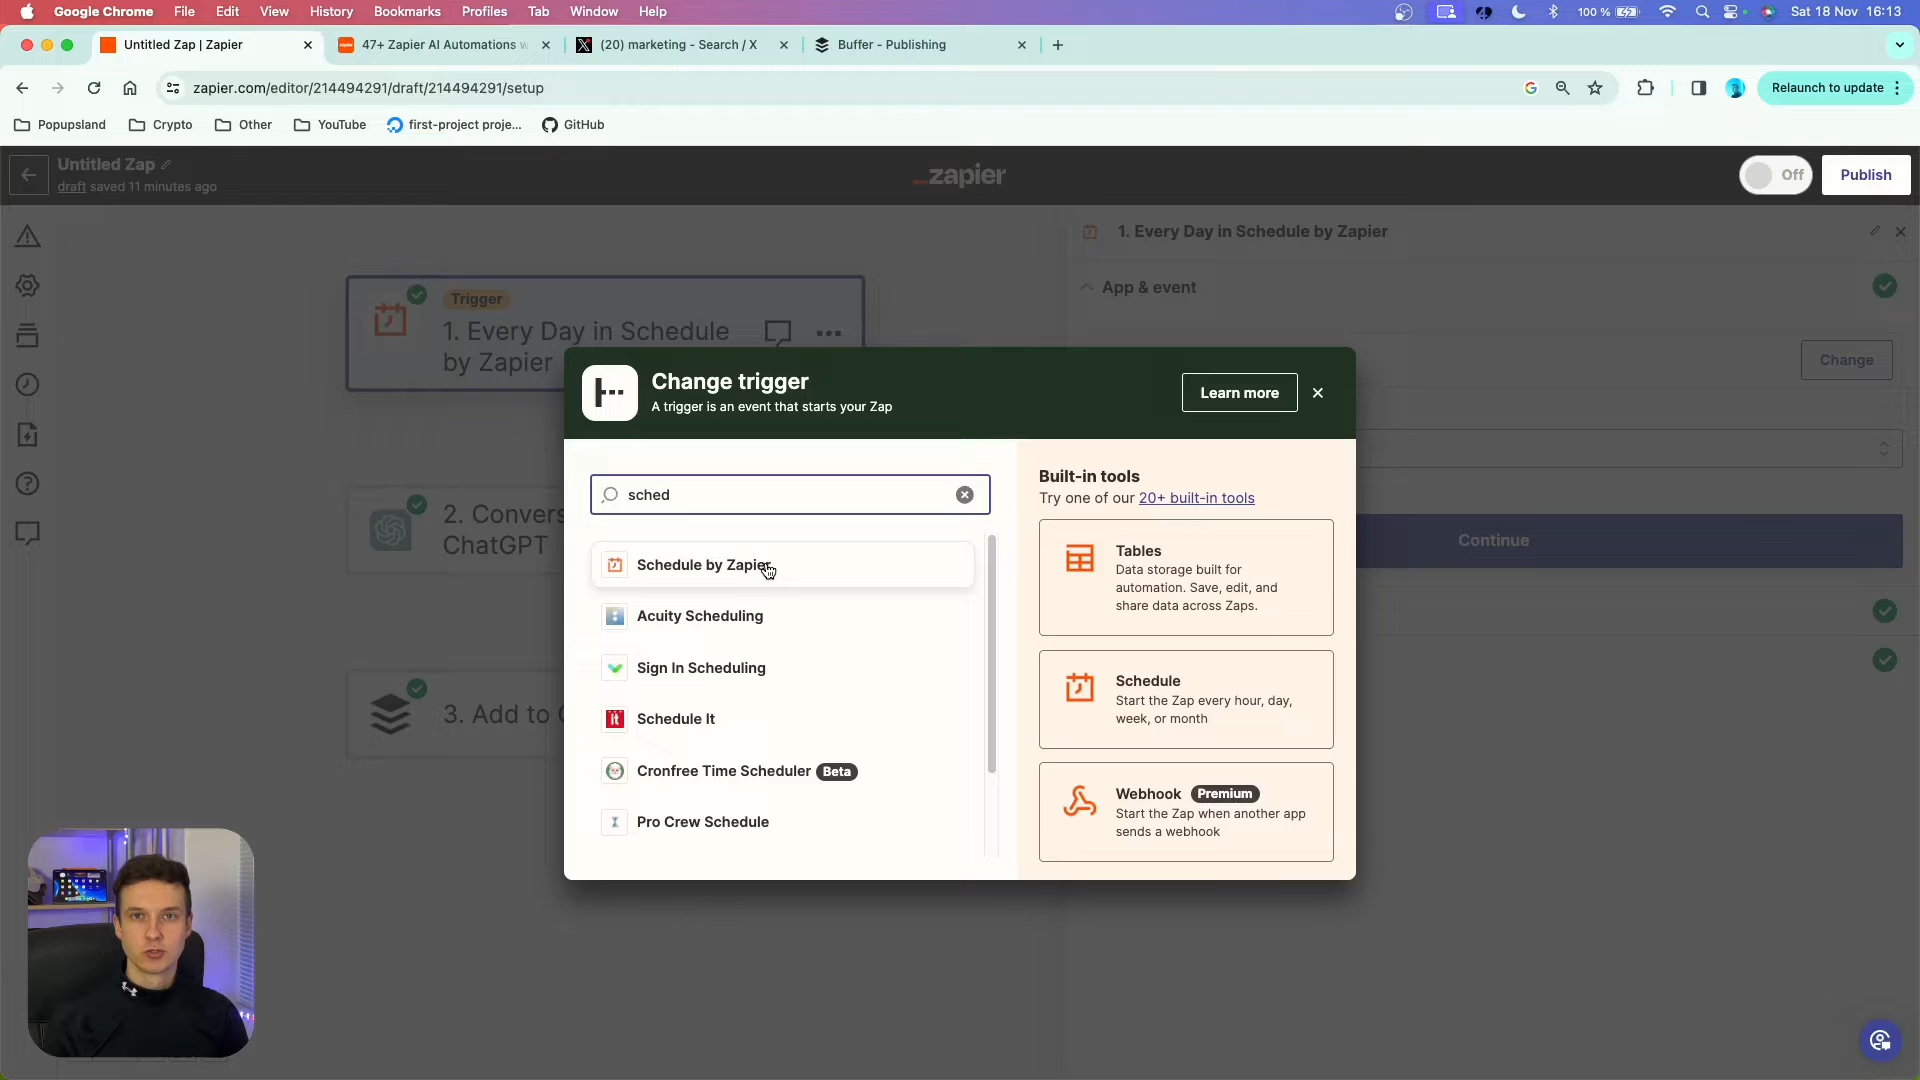 Google Chrome File Edit View History Bookmarks Profiles Tab Window Help 100 % Sat 18 Nov 16:13
Untitled Zap | Zapier 47+ Zapier AI Automations (20) marketing - Search / X Buffer - Publishing
zapier.com/editor/214494291/draft/214494291/setup Relaunch to update
Popupsland Crypto Other YouTube first-project proje... GitHub
Untitled Zap
draft saved 11 minutes ago
zapier
Off
Publish
1. Every Day in Schedule by Zapier
App & event
Change
Continue
Trigger
1. Every Day in Schedule
by Zapier
2. Convers
ChatGPT
3. Add to
Change trigger
A trigger is an event that starts your Zap
Learn more
sched
Schedule by Zapier
Acuity Scheduling
Sign In Scheduling
it Schedule It
Cronfree Time Scheduler Beta
Pro Crew Schedule
Built-in tools
Try one of our 20+ built-in tools
Tables
Data storage built for
automation. Save, edit, and
share data across Zaps.
Schedule
Start the Zap every hour, day,
week, or month
Webhook Premium
Start the Zap when another app
sends a webhook